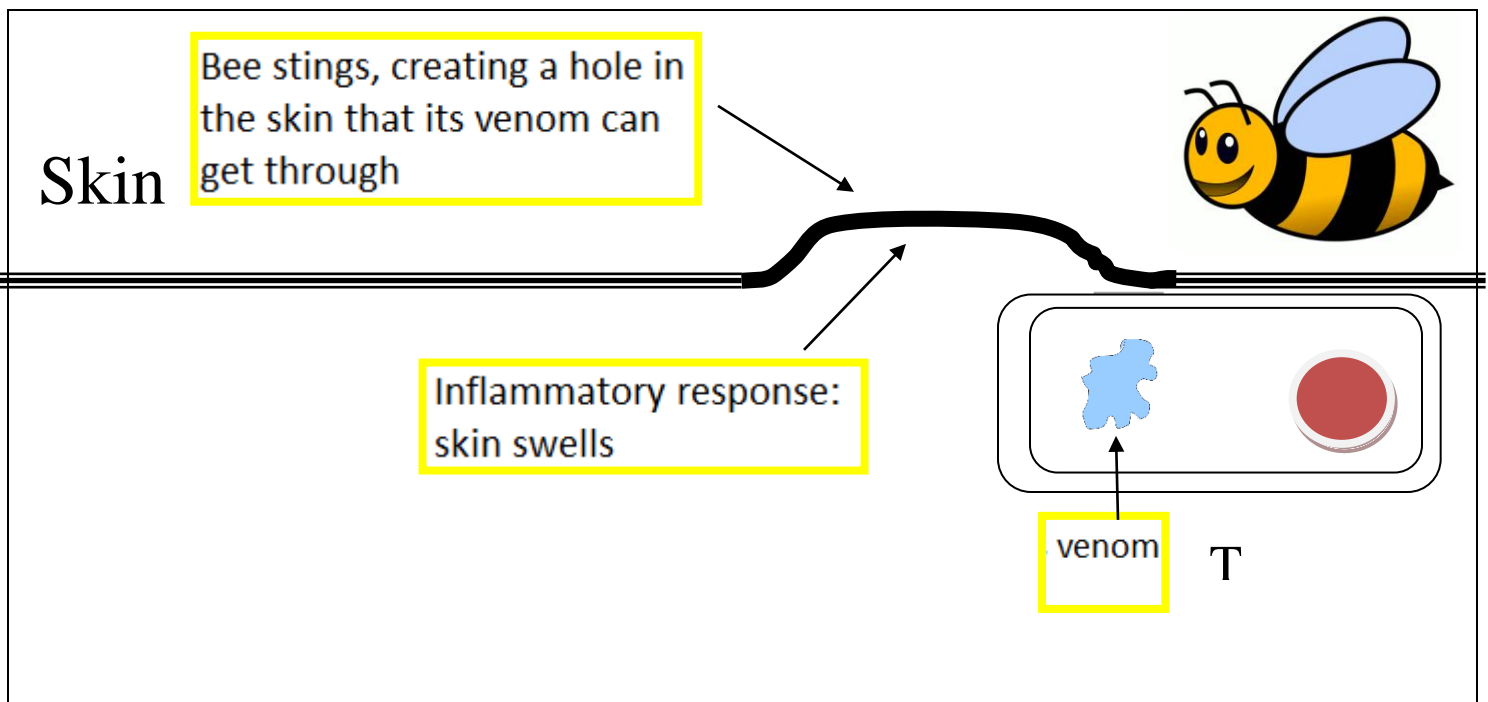 Bee stings, creating a hole in
the skin that its venom can
get through
Skin
Inflammatory response:
skin swells
venom
T